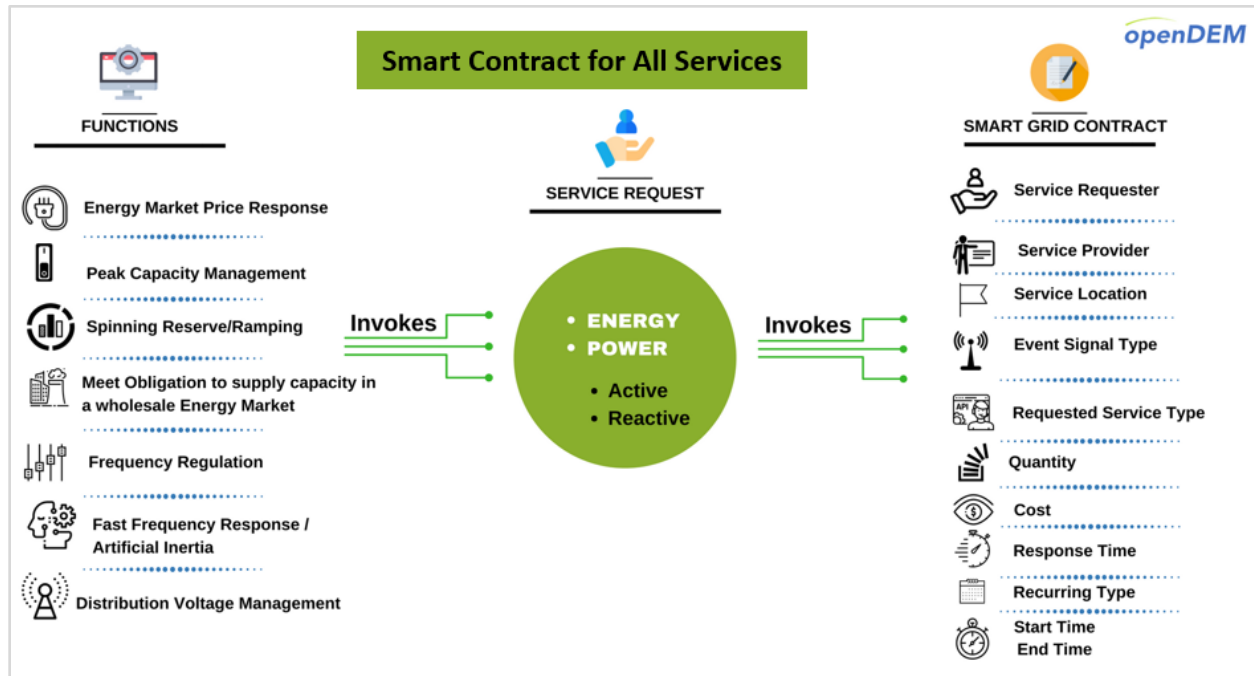 openDEM
Smart Contract for All Services
FUNCTIONS
Energy Market Price Response
Peak Capacity Management
Spinning Reserve/Ramping
Meet Obligation to supply capacity in
a wholesale Energy Market
Frequency Regulation
Fast Frequency Response /
Artificial Inertia
Distribution Voltage Management
Invokes
SERVICE REQUEST
• ENERGY
• POWER
• Active
• Reactive
Invokes
SMART GRID CONTRACT
Service Requester
Service Provider
Service Location
Event Signal Type
API
Requested Service Type
Quantity
$
Cost
Response Time
Recurring Type
Start Time
End Time